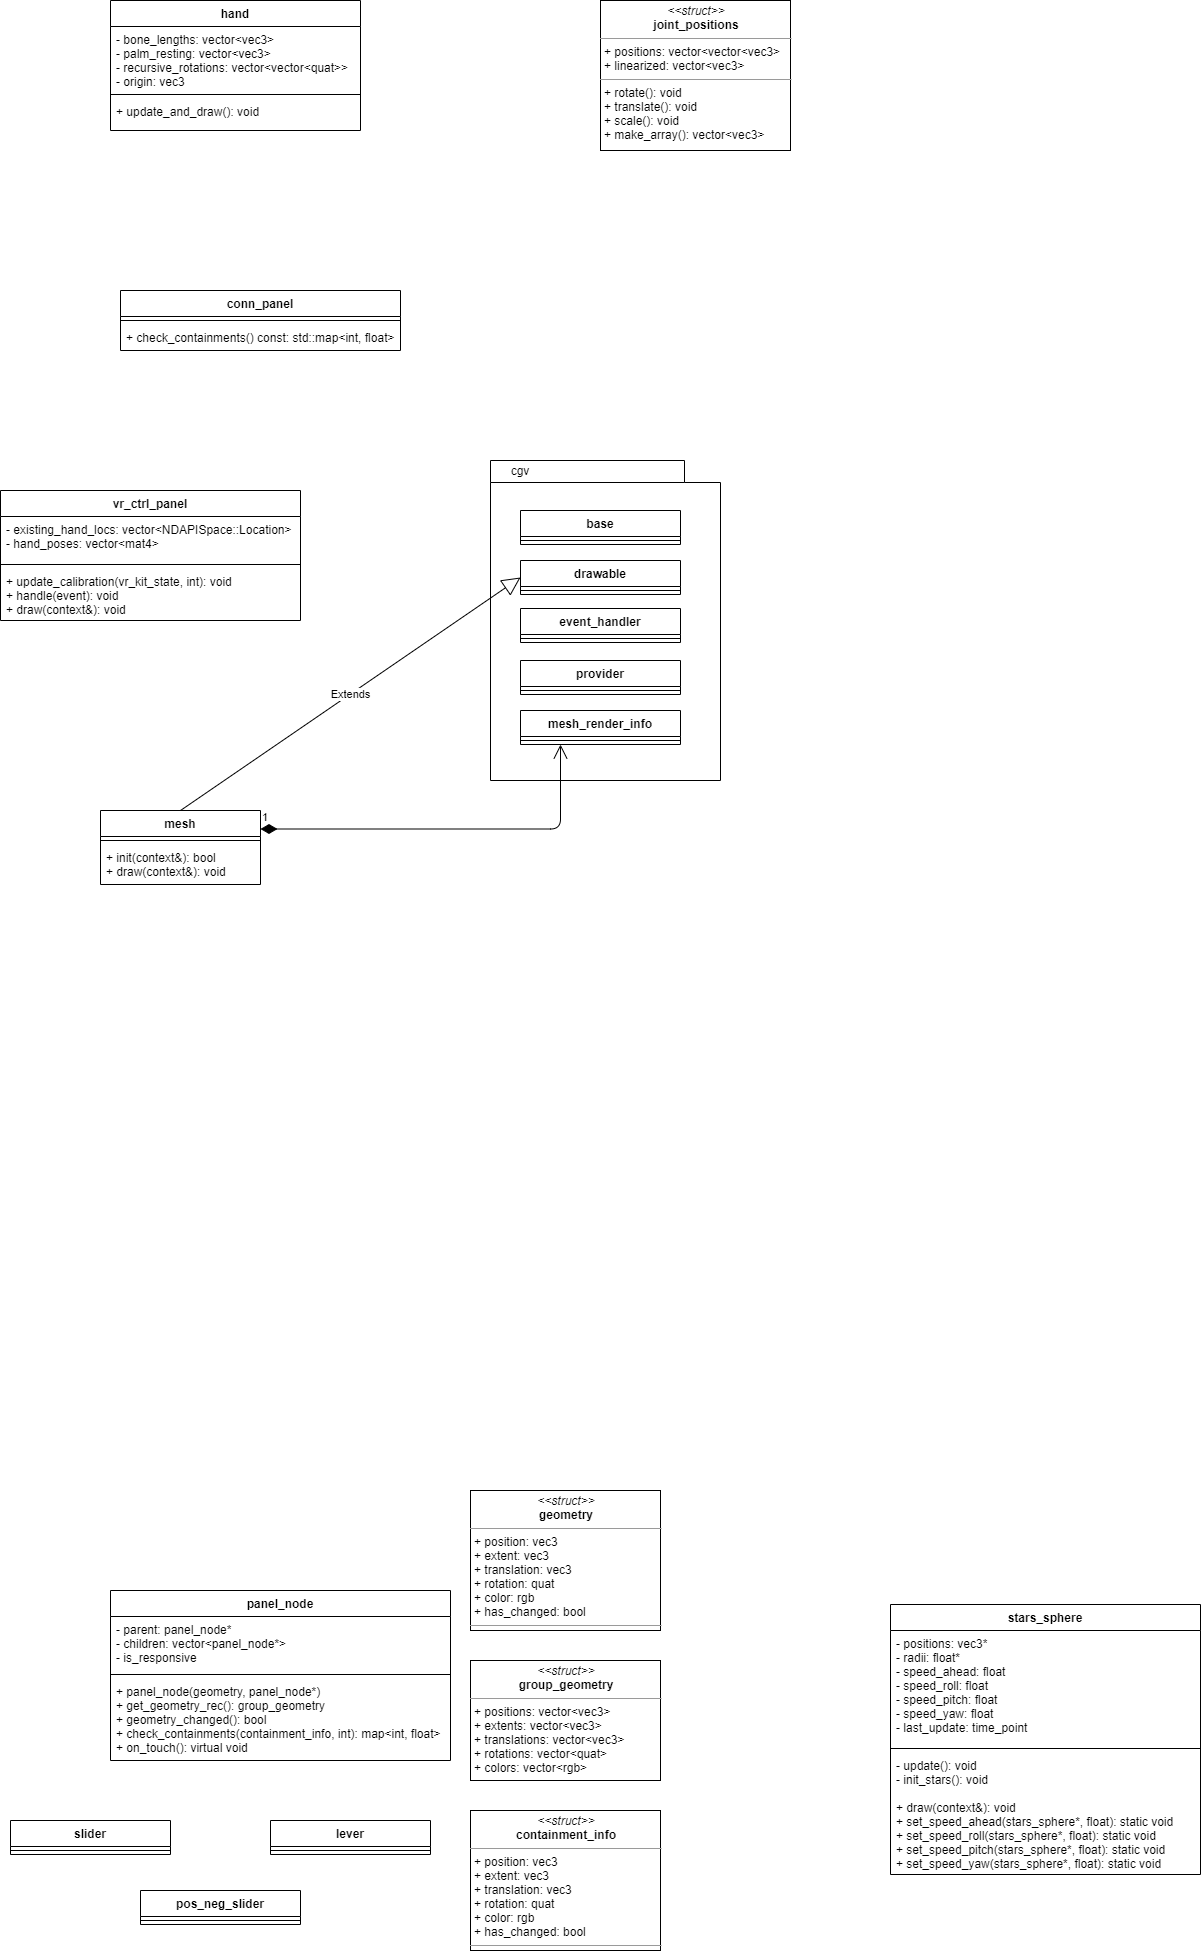 hand
- bone_lengths: vector<vec3>
- palm_resting: vector<vec3>
- recursive_rotations: vector<vector<quat>>
- origin: vec3
+ update_and_draw(): void
<<struct>>
joint_positions
+ positions: vector<vector<vec3>
+ linearized: vector<vec3>
+ rotate(): void
+ translate(): void
+ scale(): void
+ make_array(): vector<vec3>
conn_panel
+ check_containments() const: std::map<int, float>
vr_ctrl_panel
- existing_hand_locs: vector<NDAPISpace::Location>
- hand_poses: vector<mat4>
+ update_calibration(vr_kit_state, int): void
+ handle(event): void
+ draw(context&): void
cgv
base
drawable
event_handler
provider
mesh_render_info
Extends
mesh
1
+ init(context&): bool
+ draw(context&): void
<<struct>>
geometry
+ position: vec3
+ extent: vec3
+ translation: vec3
+ rotation: quat
+ color: rgb
+ has_changed: bool
panel_node
- parent: panel_node*
- children: vector<panel_node*>
- is_responsive
+ panel_node(geometry, panel_node*)
+ get_geometry_rec(): group_geometry
+ geometry_changed(): bool
+ check_containments(containment_info, int): map<int, float>
+ on_touch(): virtual void
<<struct>>
group_geometry
+ positions: vector<vec3>
+ extents: vector<vec3>
+ translations: vector<vec3>
+ rotations: vector<quat>
+ colors: vector<rgb>
stars_sphere
- positions: vec3*
- radii: float*
- speed_ahead: float
- speed_roll: float
- speed_pitch: float
- speed_yaw: float
- last_update: time_point
- update(): void
- init_stars(): void
+ draw(context&): void
+ set_speed_ahead(stars_sphere*, float): static void
+ set_speed_roll(stars_sphere*, float): static void
+ set_speed_pitch(stars_sphere*, float): static void
+ set_speed_yaw(stars_sphere*, float): static void
slider
lever
pos_neg_slider
<<struct>>
containment_info
+ position: vec3
+ extent: vec3
+ translation: vec3
+ rotation: quat
+ color: rgb
+ has_changed: bool